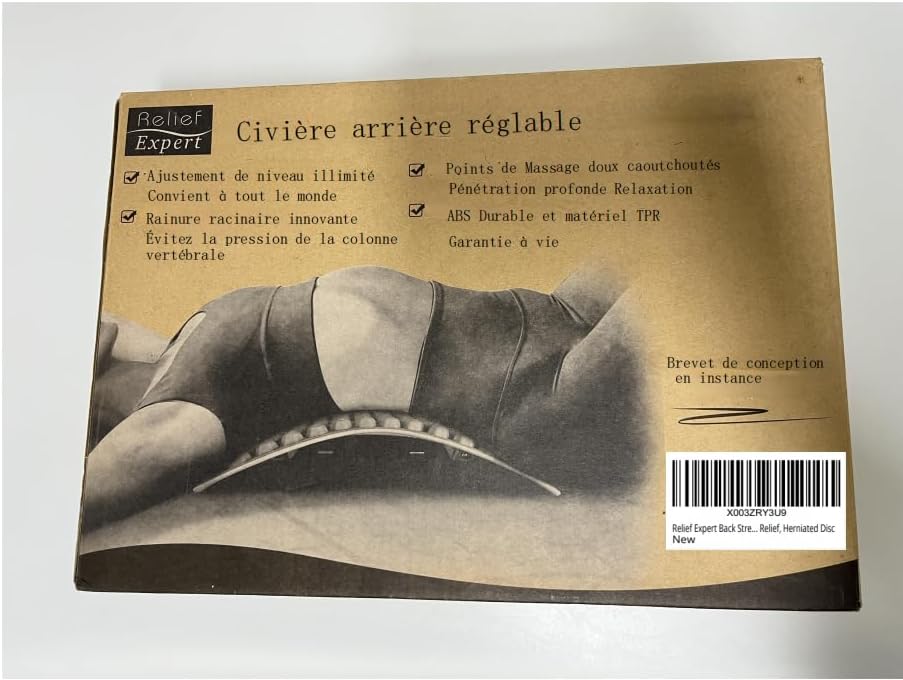 Relief
Expert
Civière arrière réglable
Ajustement de niveau illimité
Convient à tout le monde
Rainure racinaire innovante
Évitez la pression de la colonne
vertébrale
Points de Massage doux caoutchoutés
Pénétration profonde Relaxation
ABS Durable et matériel TPR
Garantie à vie
Brevet de conception
en instance
X003ZRY3U9
Relief Expert Back Stre... Relief, Herniated Disc
New